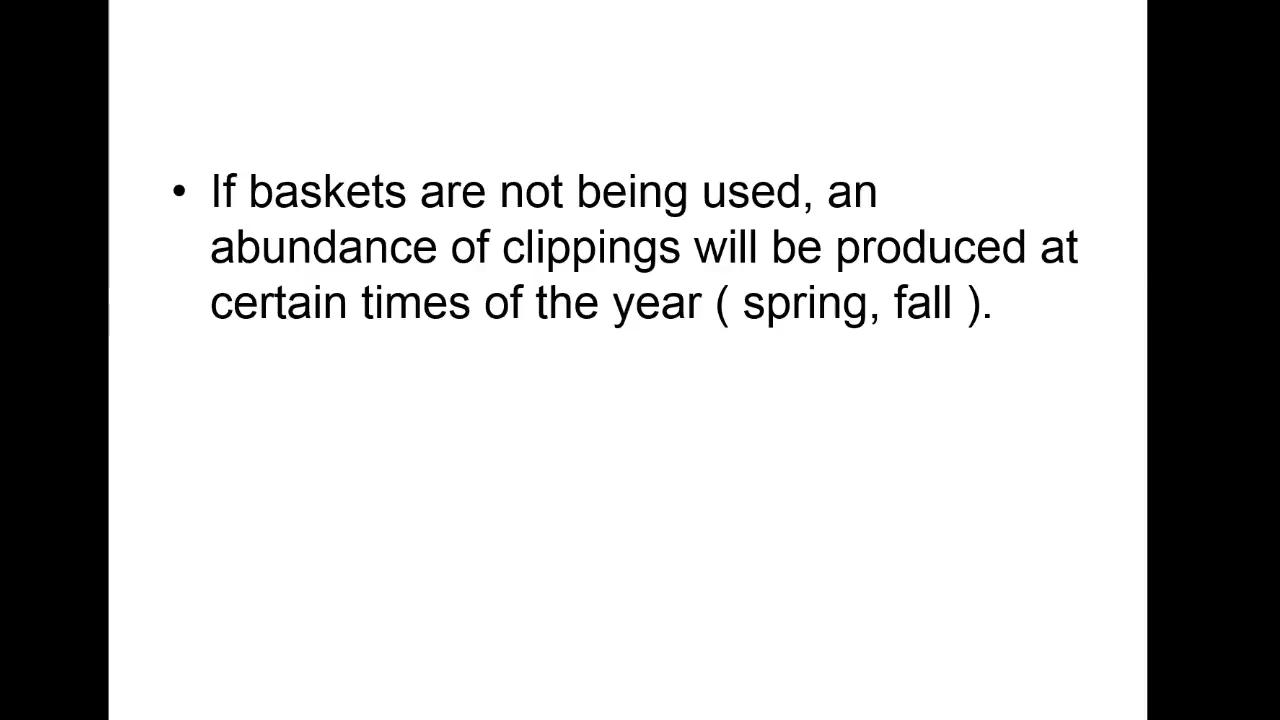 • If baskets are not being used, an
abundance of clippings will be produced at
certain times of the year ( spring, fall ).